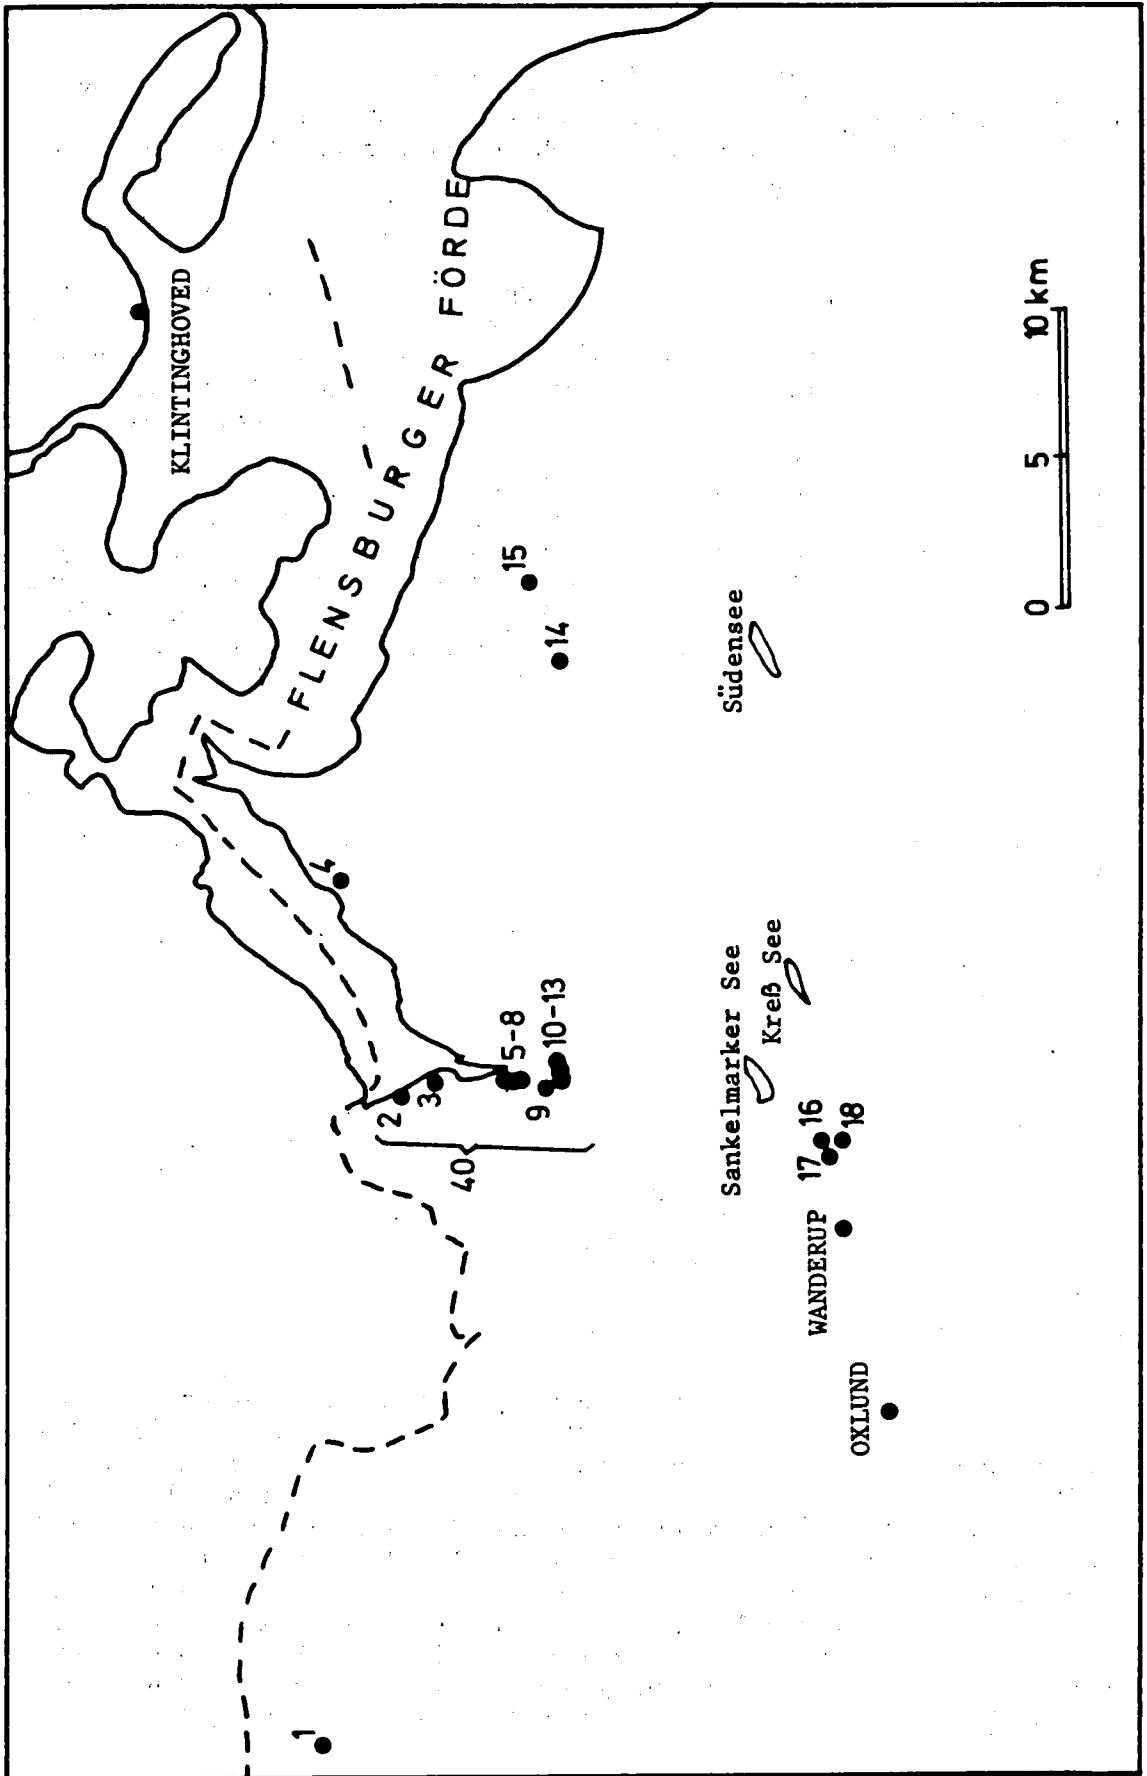 KLINTINGHOVED
FLENSBURGER FÖRDE
1
2
3
4
5-8
9
10-13
40
14
15
Südensee
Sankelmarker See
Kreß See
16
17
18
WANDERUP
OXLUND
0 5 10 km